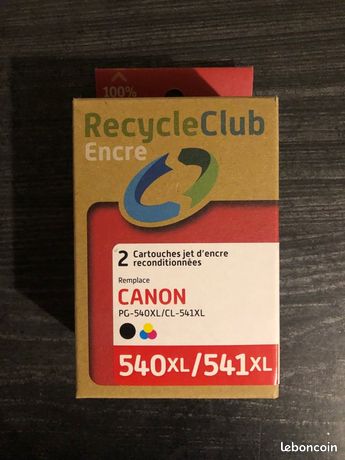 100%
RecycleClub
Encre
2 Cartouches jet d'encre
reconditionnées
Remplace
CANON
PG-540XL/CL-541XL
540XL/541XL
leboncoin